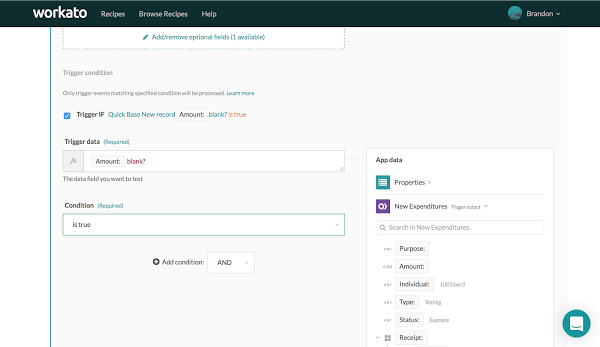 workato Recipes Browse Recipes Help Brandon
Add/remove optional fields (1 available)
Trigger condition
Only trigger events matching specified condition will be processed. Learn more
Trigger IF Quick Base New record Amount: .blank? is true
Trigger data (Required)
fx Amount: .blank?
The data field you want to test
Condition (Required)
is true
Add condition: AND
App data
Properties
New Expenditures Trigger output
Search in New Expenditures
ABC Purpose:
0.00 Amount:
ABC Individual: 1003.bar3
ABC Type: Testing
ABC Status: Example
Receipt: